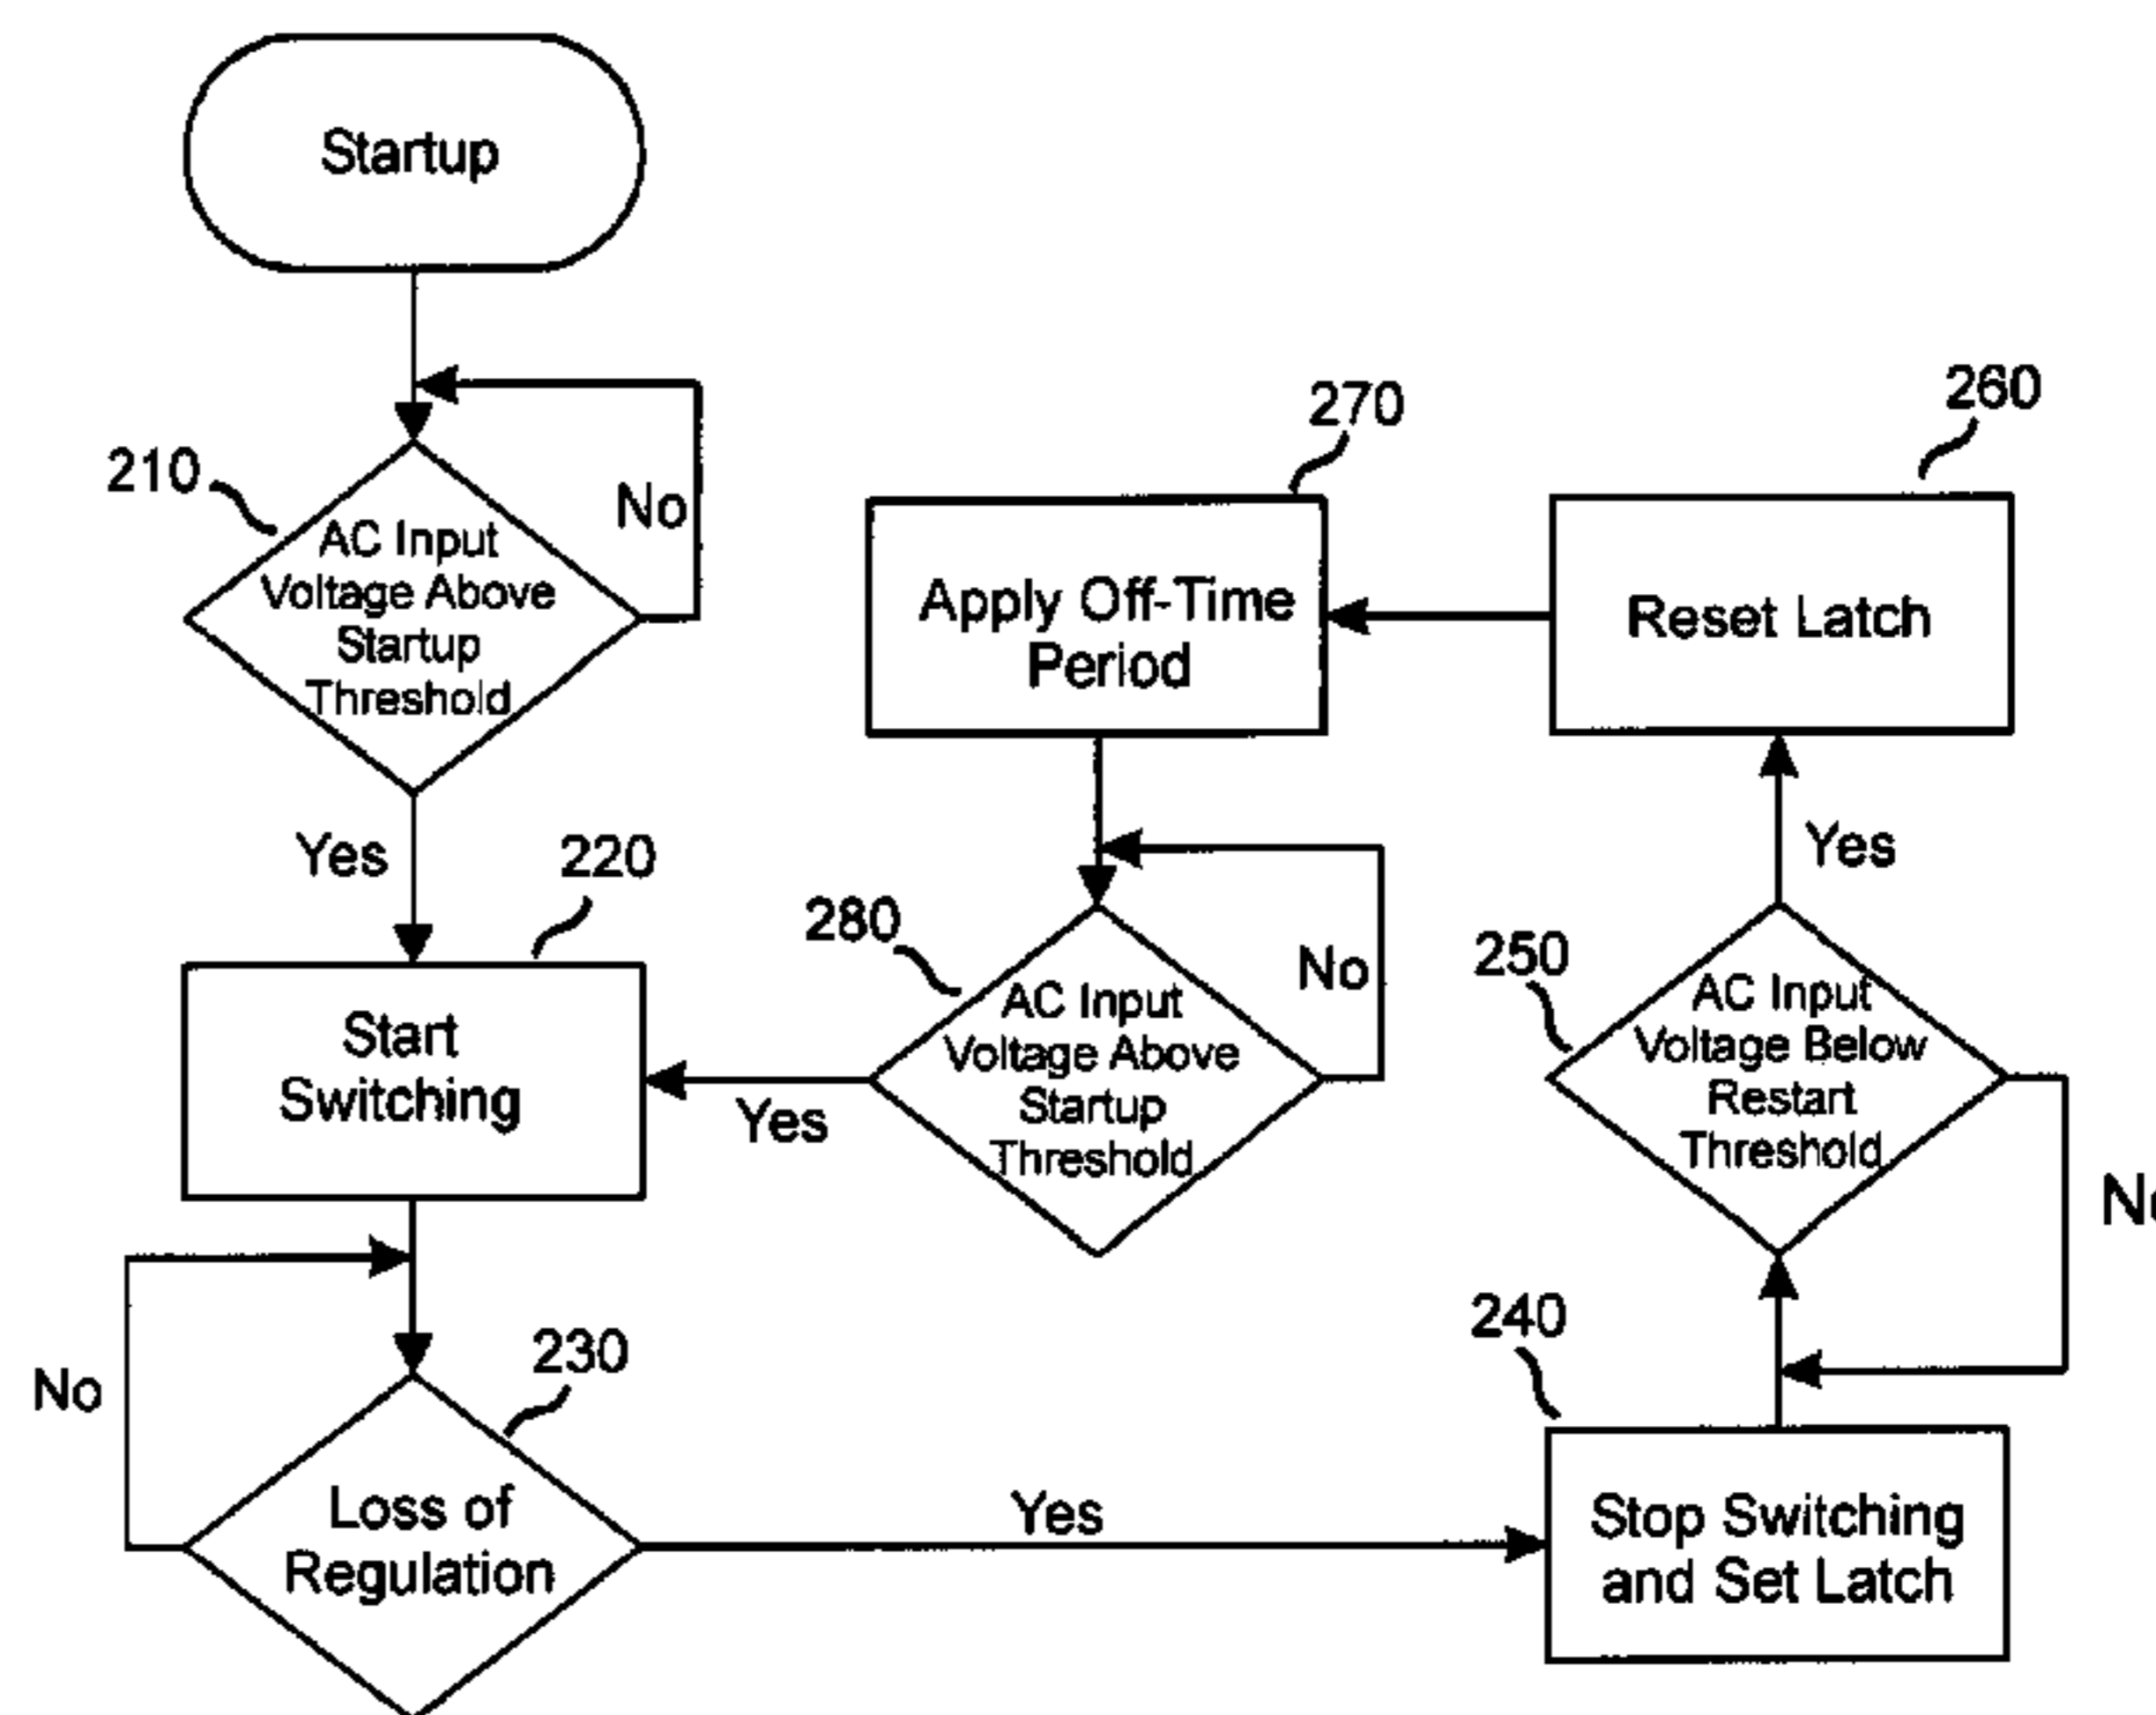 Startup
210
AC Input
Voltage Above
Startup
Threshold
No
Yes
220
Start
Switching
No
230
Loss of
Regulation
Yes
270
Apply Off-Time
Period
280
AC Input
Voltage Above
Startup
Threshold
No
Yes
260
Reset Latch
Yes
250
AC Input
Voltage Below
Restart
Threshold
No
240
Stop Switching
and Set Latch